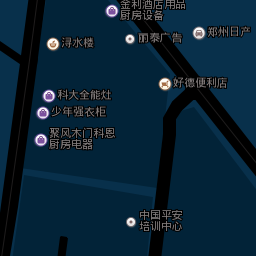 金利酒店用品
厨房设备
郑州日产
丽泰广告
浔水楼
好德便利店
科大全能灶
少年强衣柜
聚风木门科恩
厨房电器
中国平安
培训中心